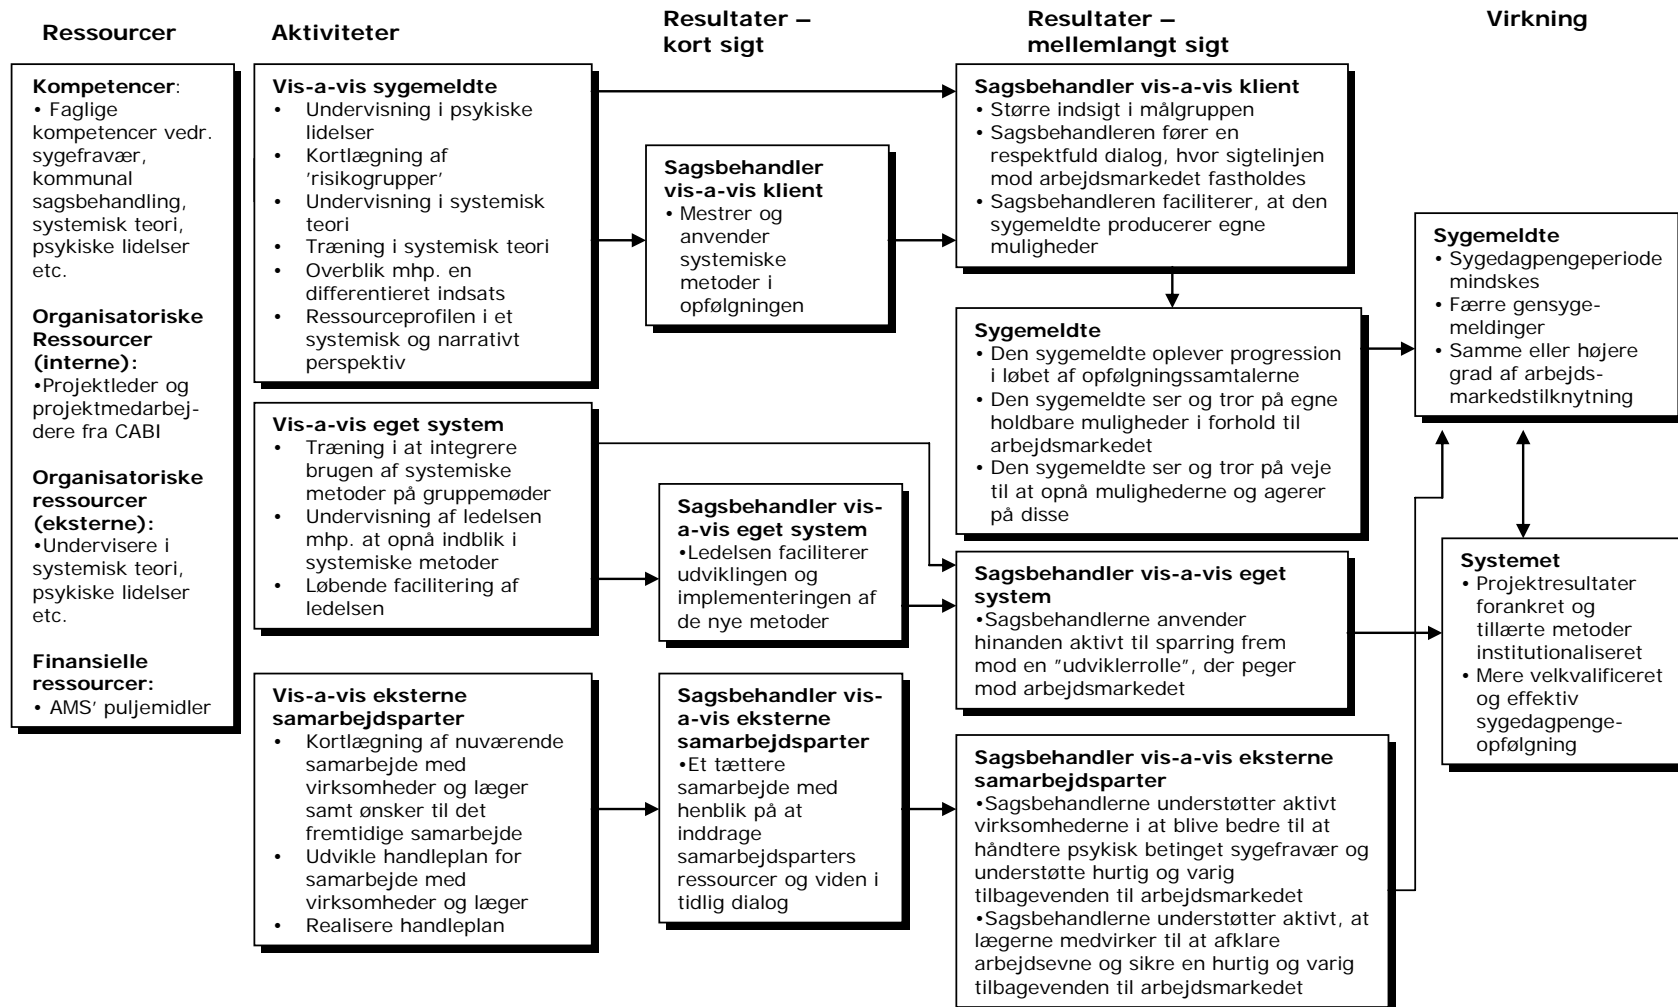 Ressourcer
Kompetencer:
• Faglige
kompetencer vedr.
sygefravær,
kommunal
sagsbehandling,
systemisk teori,
psykiske lidelser
etc.
Organisatoriske
Ressourcer
(interne):
•Projektleder og
projektmedarbej-
dere fra CABI
Organisatoriske
ressourcer
(eksterne):
•Undervisere i
systemisk teori,
psykiske lidelser
etc.
Finansielle
ressourcer:
• AMS' puljemidler
Aktiviteter
Vis-a-vis sygemeldte
• Undervisning i psykiske
lidelser
• Kortlægning af
'risikogrupper'
• Undervisning i systemisk
teori
• Træning i systemisk teori
• Overblik mhp. en
differentieret indsats
• Ressourceprofilen i et
systemisk og narrativt
perspektiv
Vis-a-vis eget system
• Træning i at integrere
brugen af systemiske
metoder på gruppemøder
• Undervisning af ledelsen
mhp. at opnå indblik i
systemiske metoder
• Løbende facilitering af
ledelsen
Vis-a-vis eksterne
samarbejdsparter
• Kortlægning af nuværende
samarbejde med
virksomheder og læger
samt ønsker til det
fremtidige samarbejde
• Udvikle handleplan for
samarbejde med
virksomheder og læger
• Realisere handleplan
Resultater –
kort sigt
Sagsbehandler
vis-a-vis klient
• Mestrer og
anvender
systemiske
metoder i
opfølgningen
Sagsbehandler vis-
a-vis eget system
•Ledelsen faciliterer
udviklingen og
implementeringen af
de nye metoder
Sagsbehandler vis-
a-vis eksterne
samarbejdsparter
•Et tættere
samarbejde med
henblik på at
inddrage
samarbejdsparters
ressourcer og viden i
tidlig dialog
Resultater –
mellemlangt sigt
Sagsbehandler vis-a-vis klient
• Større indsigt i målgruppen
• Sagsbehandleren fører en
respektfuld dialog, hvor sigtelinjen
mod arbejdsmarkedet fastholdes
• Sagsbehandleren faciliterer, at den
sygemeldte producerer egne
muligheder
Sygemeldte
• Den sygemeldte oplever progression
i løbet af opfølgningssamtalerne
• Den sygemeldte ser og tror på egne
holdbare muligheder i forhold til
arbejdsmarkedet
• Den sygemeldte ser og tror på veje
til at opnå mulighederne og agerer
på disse
Sagsbehandler vis-a-vis eget
system
•Sagsbehandlerne anvender
hinanden aktivt til sparring frem
mod en ”udviklerrolle”, der peger
mod arbejdsmarkedet
Sagsbehandler vis-a-vis eksterne
samarbejdsparter
•Sagsbehandlerne understøtter aktivt
virksomhederne i at blive bedre til at
håndtere psykisk betinget sygefravær og
understøtte hurtig og varig
tilbagevenden til arbejdsmarkedet
•Sagsbehandlerne understøtter aktivt, at
lægerne medvirker til at afklare
arbejdsevne og sikre en hurtig og varig
tilbagevenden til arbejdsmarkedet
Virkning
Sygemeldte
• Sygedagpengeperiode
mindskes
• Færre gensyge-
meldinger
• Samme eller højere
grad af arbejds-
markedstilknytning
Systemet
• Projektresultater
forankret og
tillærte metoder
institutionaliseret
• Mere velkvalificeret
og effektiv
sygedagpenge-
opfølgning